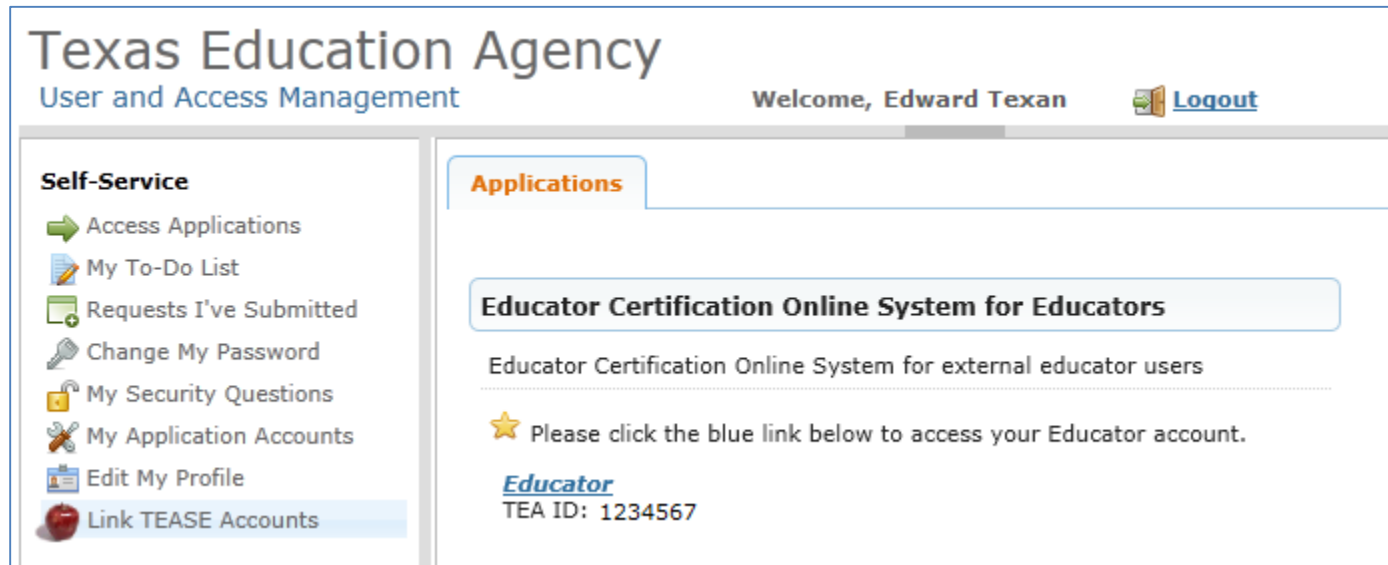 Texas Education Agency
User and Access Management
Welcome, Edward Texan
Logout
Self-Service
Access Applications
My To-Do List
Requests I've Submitted
Change My Password
My Security Questions
My Application Accounts
Edit My Profile
Link TEASE Accounts
Applications
Educator Certification Online System for Educators
Educator Certification Online System for external educator users
Please click the blue link below to access your Educator account.
Educator
TEA ID: 1234567